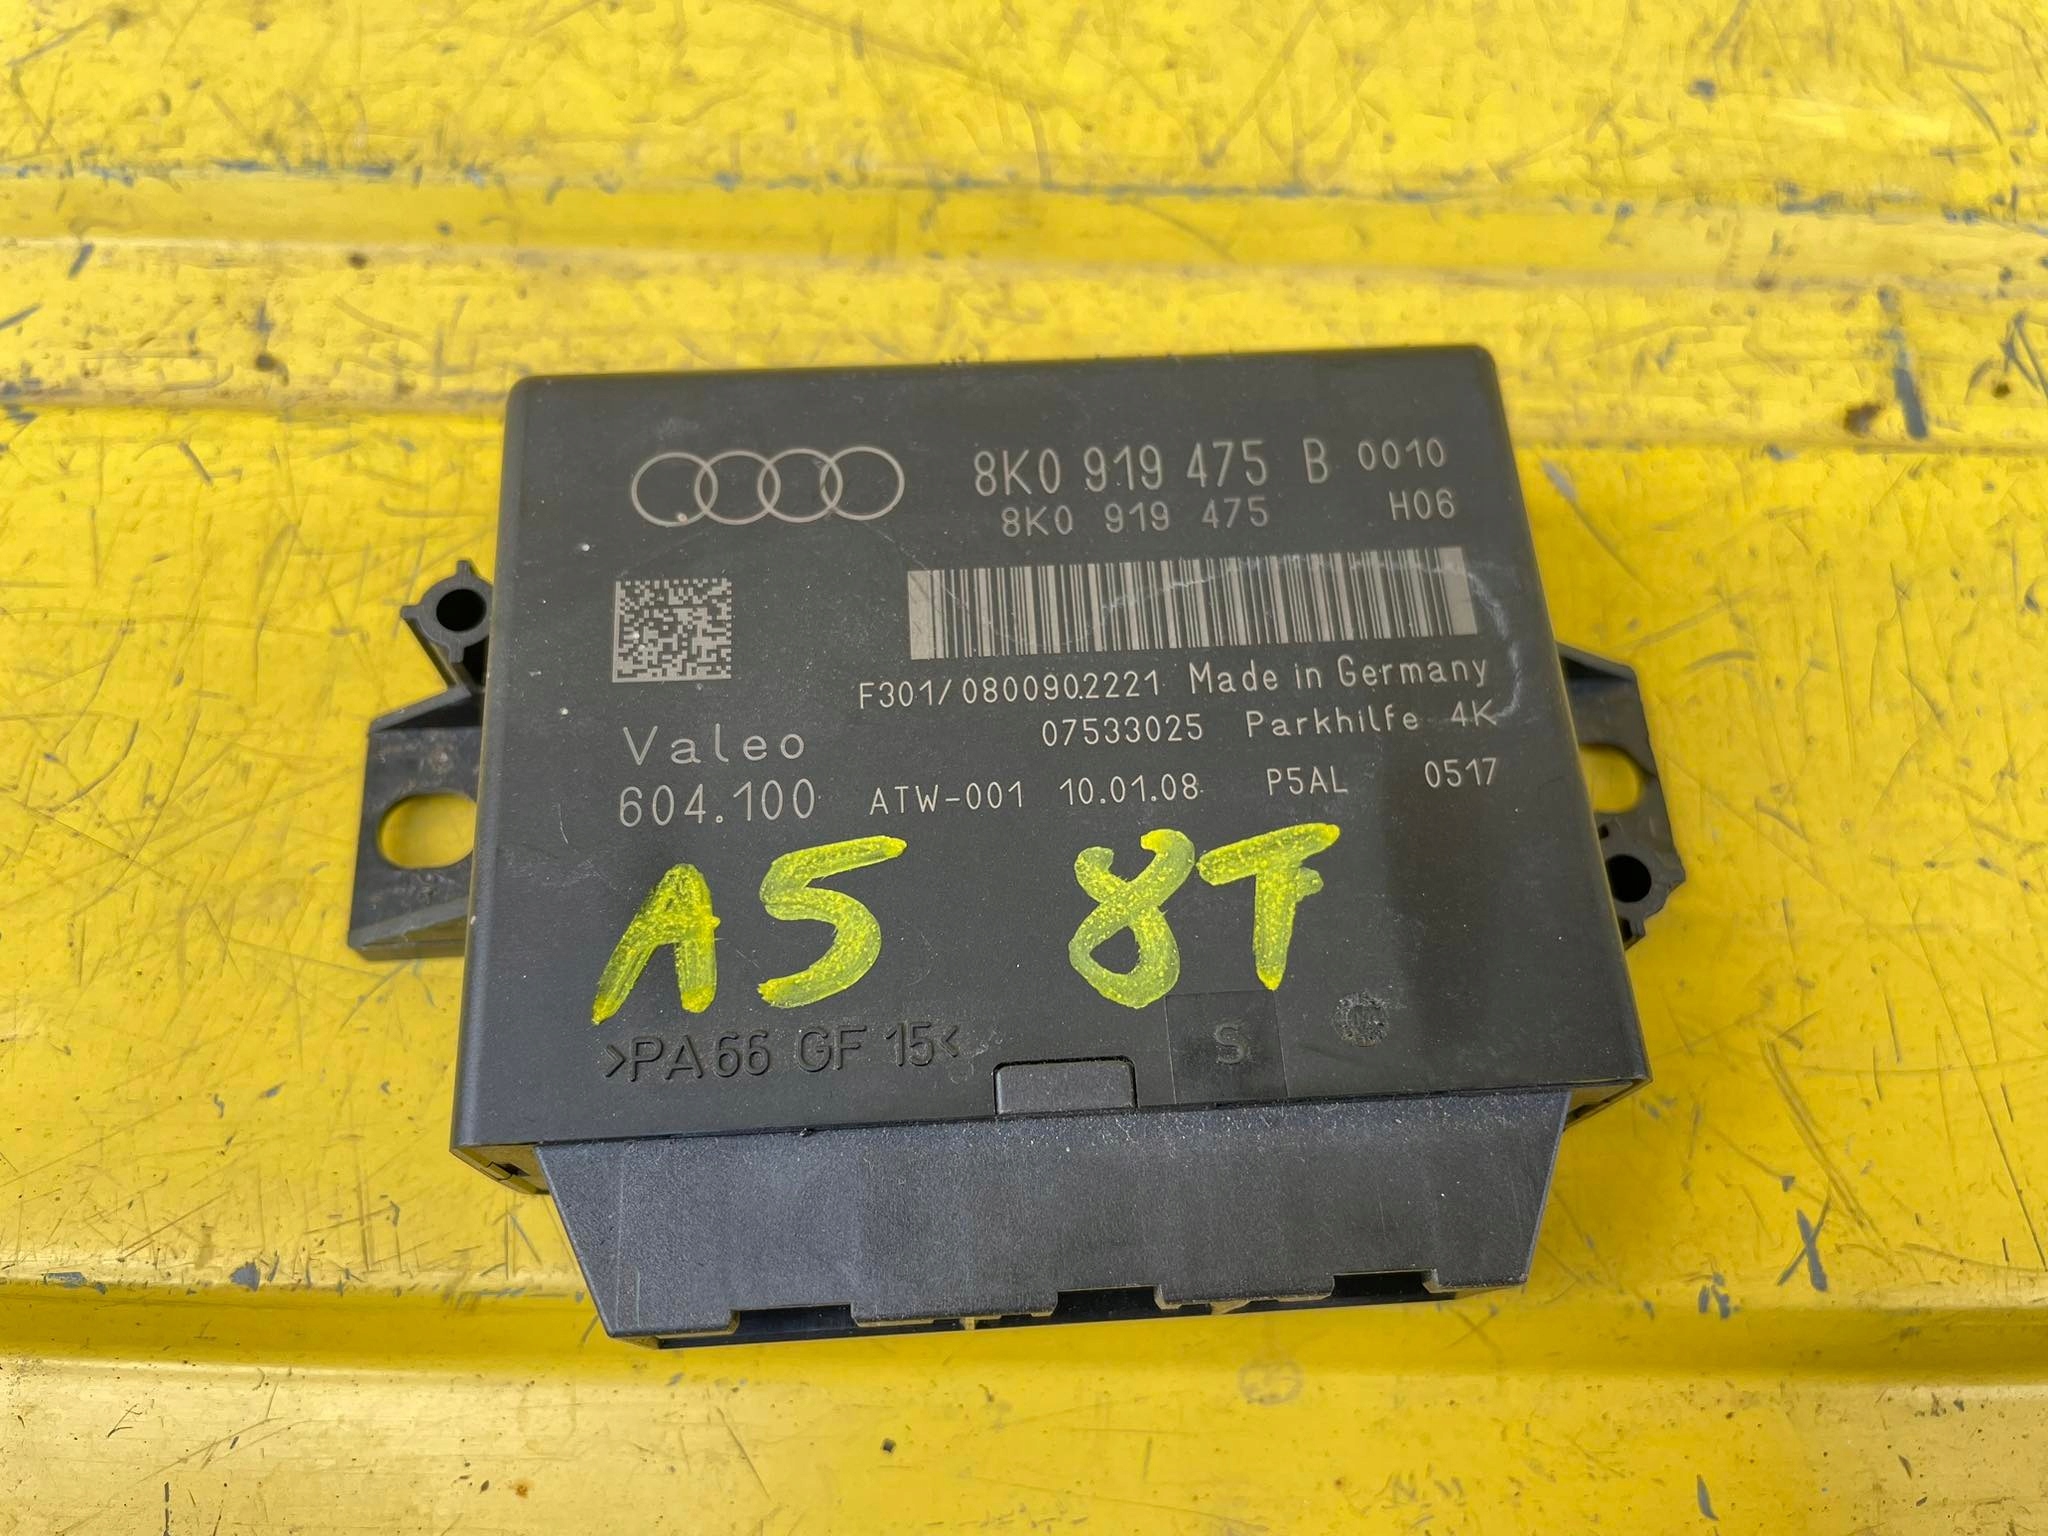 8K0 919 475 B 0010
8K0 919 475 H06
F301/0800902221 Made in Germany
07533025 Parkhilfe 4K
Valeo
604.100 ATW-001 10.01.08 P5AL 0517
A5 8T
>PA66 GF 15<
S